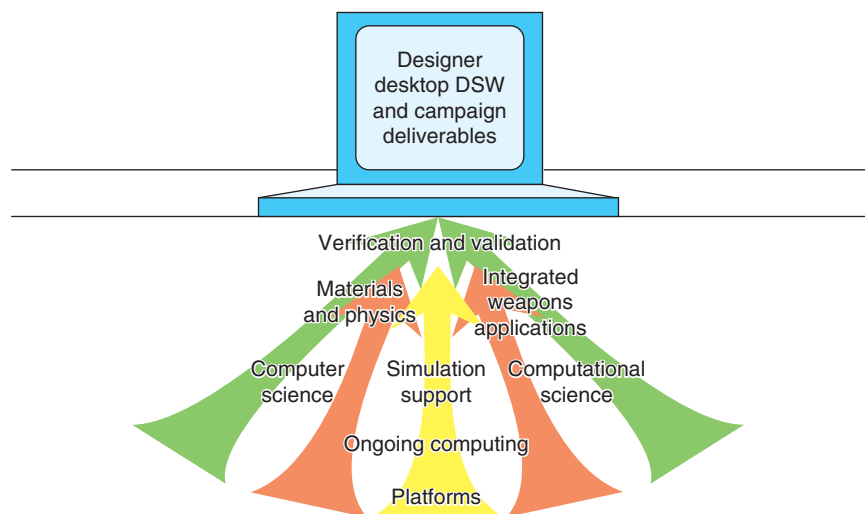 Designer
desktop DSW
and campaign
deliverables
Verification and validation
Materials
and physics
Integrated
weapons
applications
Computer
science
Simulation
support
Computational
science
Ongoing computing
Platforms